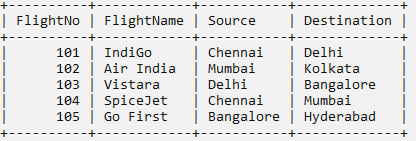 +----------+------------+-----------+-------------+
| FlightNo | FlightName | Source    | Destination |
+----------+------------+-----------+-------------+
|      101 | IndiGo     | Chennai   | Delhi       |
|      102 | Air India  | Mumbai    | Kolkata     |
|      103 | Vistara    | Delhi     | Bangalore   |
|      104 | SpiceJet   | Chennai   | Mumbai      |
|      105 | Go First   | Bangalore | Hyderabad   |
+----------+------------+-----------+-------------+